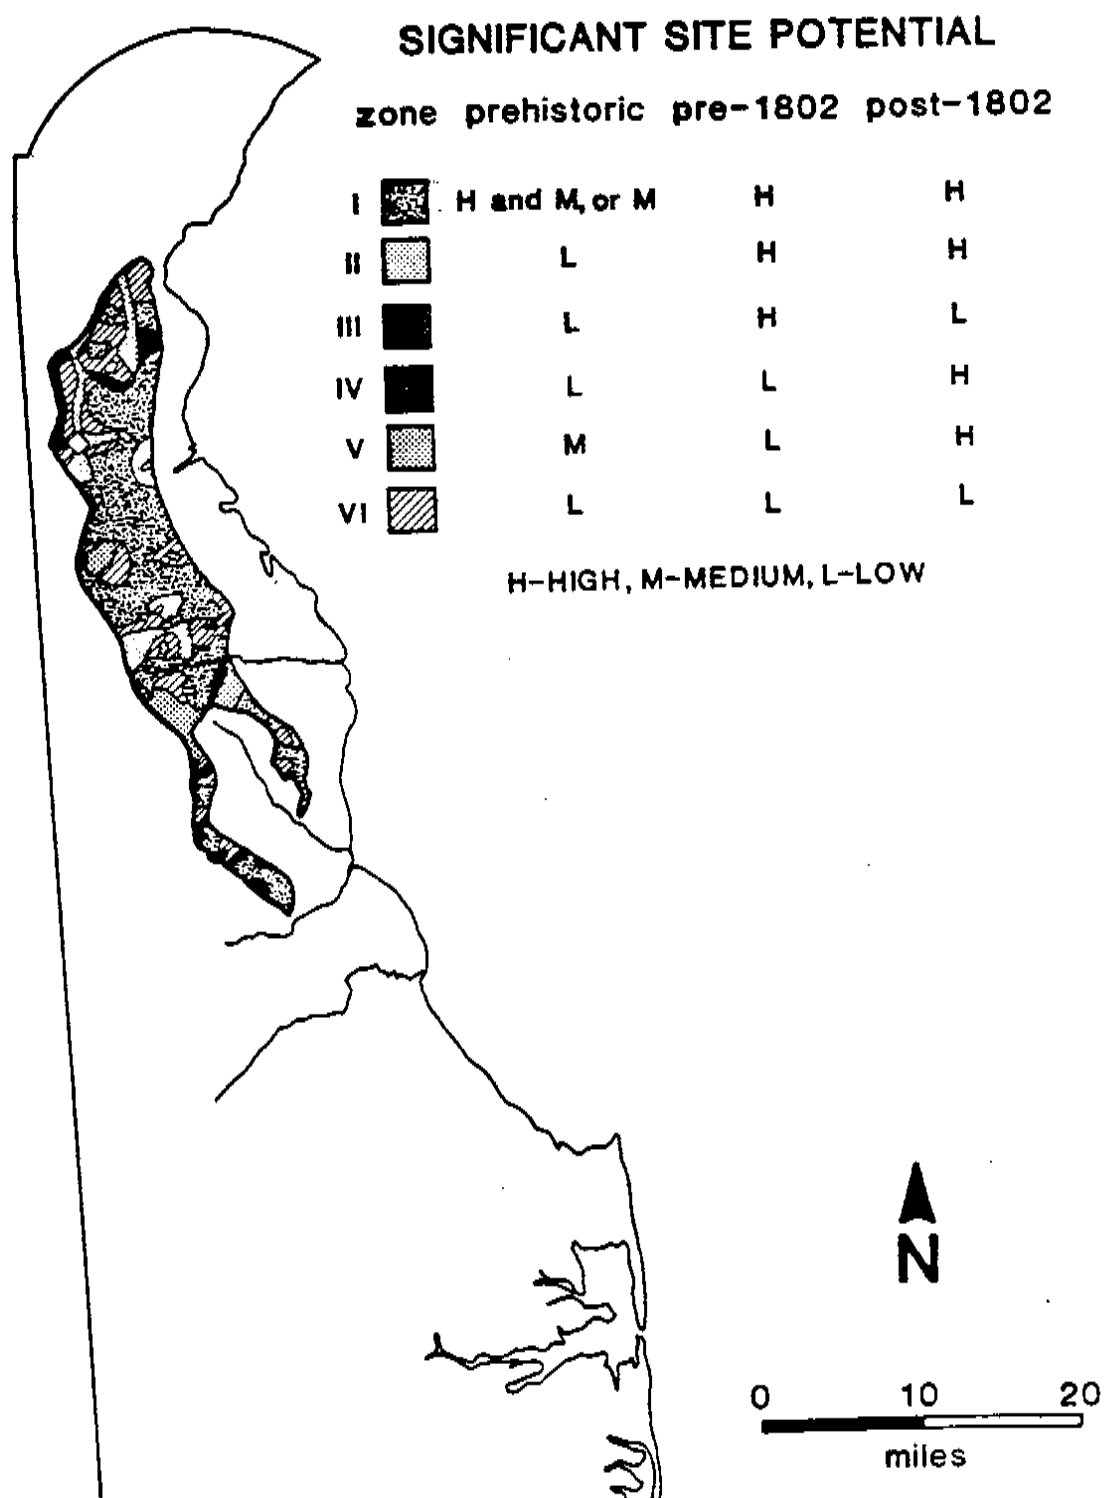 SIGNIFICANT SITE POTENTIAL
zone prehistoric pre-1802 post-1802
I H and M, or M H H
II L H H
III L H L
IV L L H
V M L H
VI L L L
H-HIGH, M-MEDIUM, L-LOW
N
0 10 20
miles